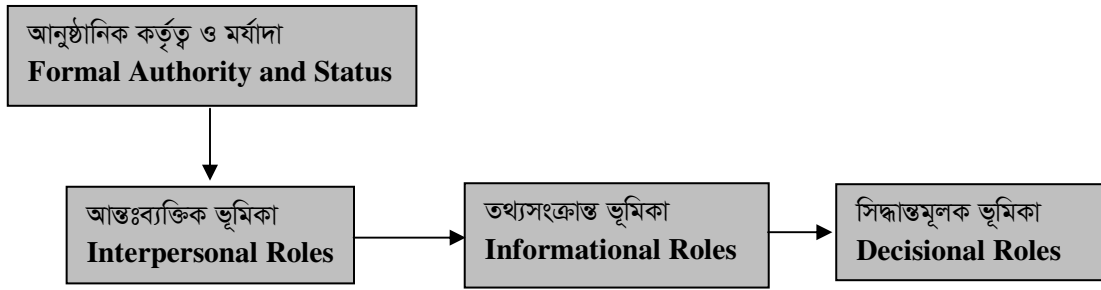 আনুষ্ঠানিক কর্তৃত্ব ও মর্যাদা
Formal Authority and Status
আন্তঃব্যক্তিক ভূমিকা
Interpersonal Roles
তথ্যসংক্রান্ত ভূমিকা
Informational Roles
সিদ্ধান্তমূলক ভূমিকা
Decisional Roles